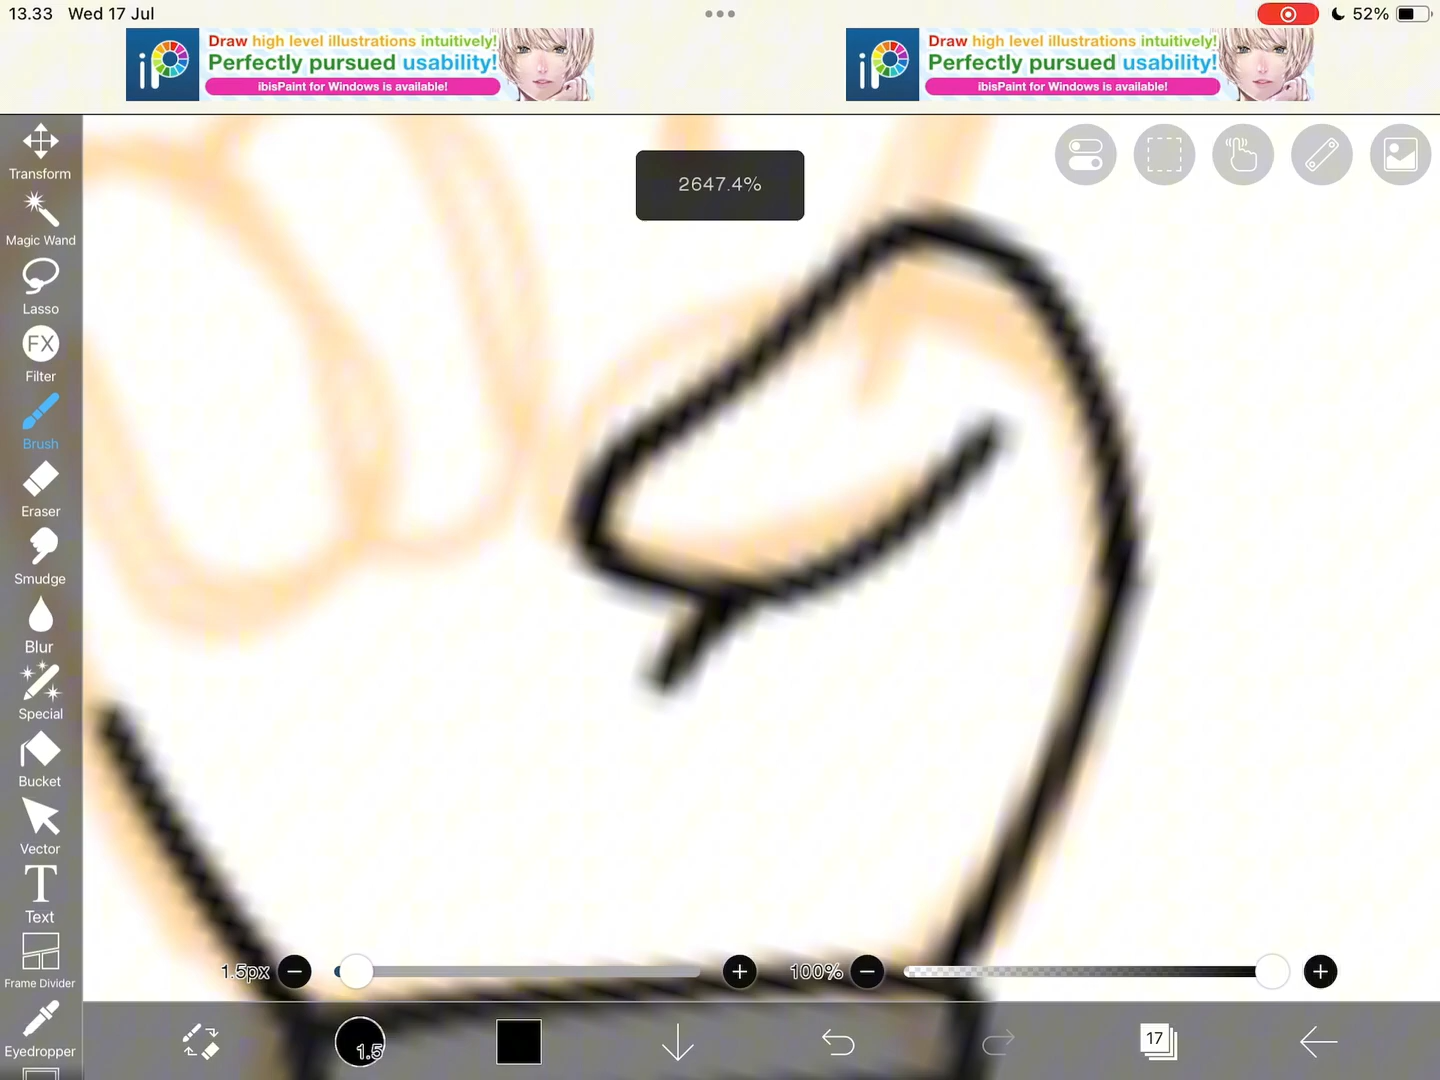 13.33 Wed 17 Jul
52%
iP
Draw high level illustrations intuitively!
Perfectly pursued usability!
ibisPaint for Windows is available!
iP
Draw high level illustrations intuitively!
Perfectly pursued usability!
ibisPaint for Windows is available!
2647.4%
Transform
Magic Wand
Lasso
FX
Filter
Brush
Eraser
Smudge
Blur
Special
Bucket
Vector
T
Text
Frame Divider
Eyedropper
1.5px
100%
1.5
17